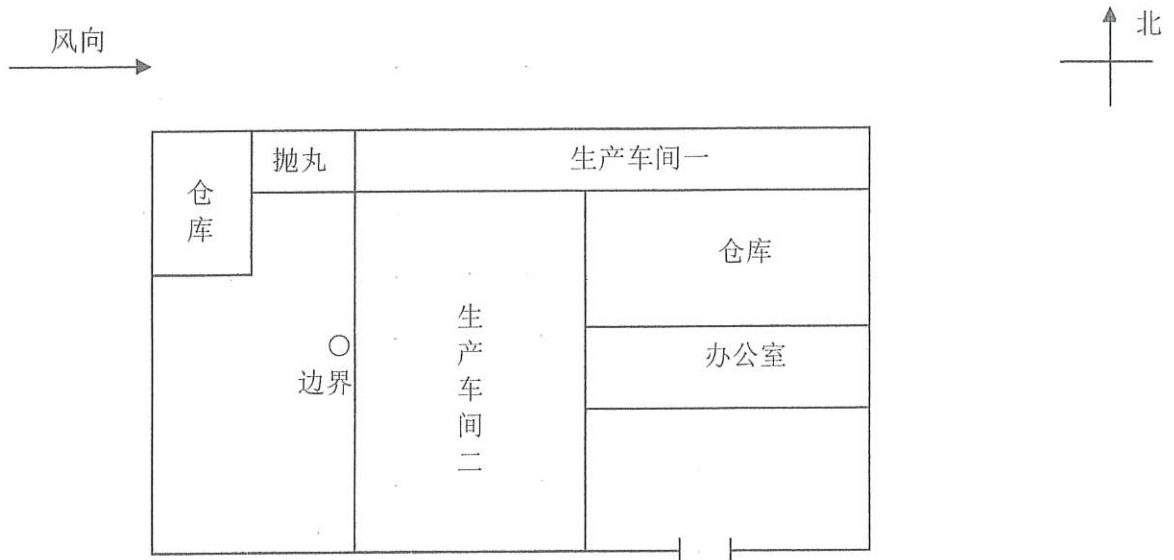 风向
北
抛丸
生产车间一
仓
库
仓库
生
产
车
间
二
办公室
边界